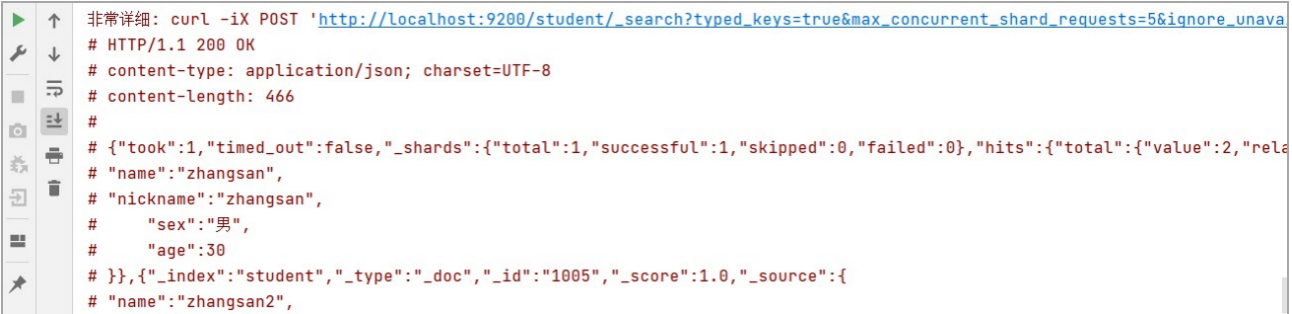 非常详细: curl -iX POST 'http://localhost:9200/student/_search?typed_keys=true&max_concurrent_shard_requests=5&ignore_unava
# HTTP/1.1 200 OK
# content-type: application/json; charset=UTF-8
# content-length: 466
#
# {"took":1,"timed_out":false,"_shards":{"total":1,"successful":1,"skipped":0,"failed":0},"hits":{"total":{"value":2,"rela
# "name":"zhangsan",
# "nickname":"zhangsan",
#     "sex":"男",
#     "age":30
# }},{"_index":"student","_type":"_doc","_id":"1005","_score":1.0,"_source":{
# "name":"zhangsan2",